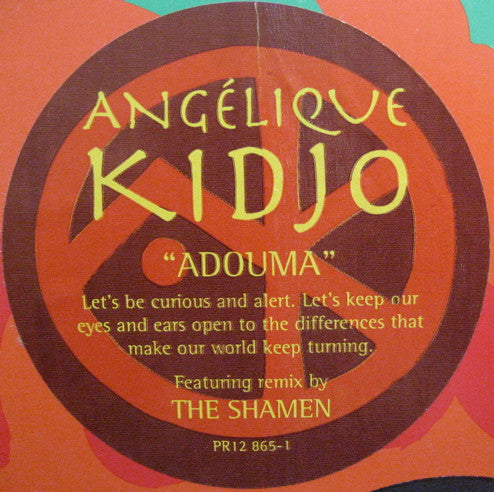 ANGÉLIQUE
KIDJO
“ADOUMA”
Let's be curious and alert. Let's keep our
eyes and ears open to the differences that
make our world keep turning.
Featuring remix by
THE SHAMEN
PR12 865-1